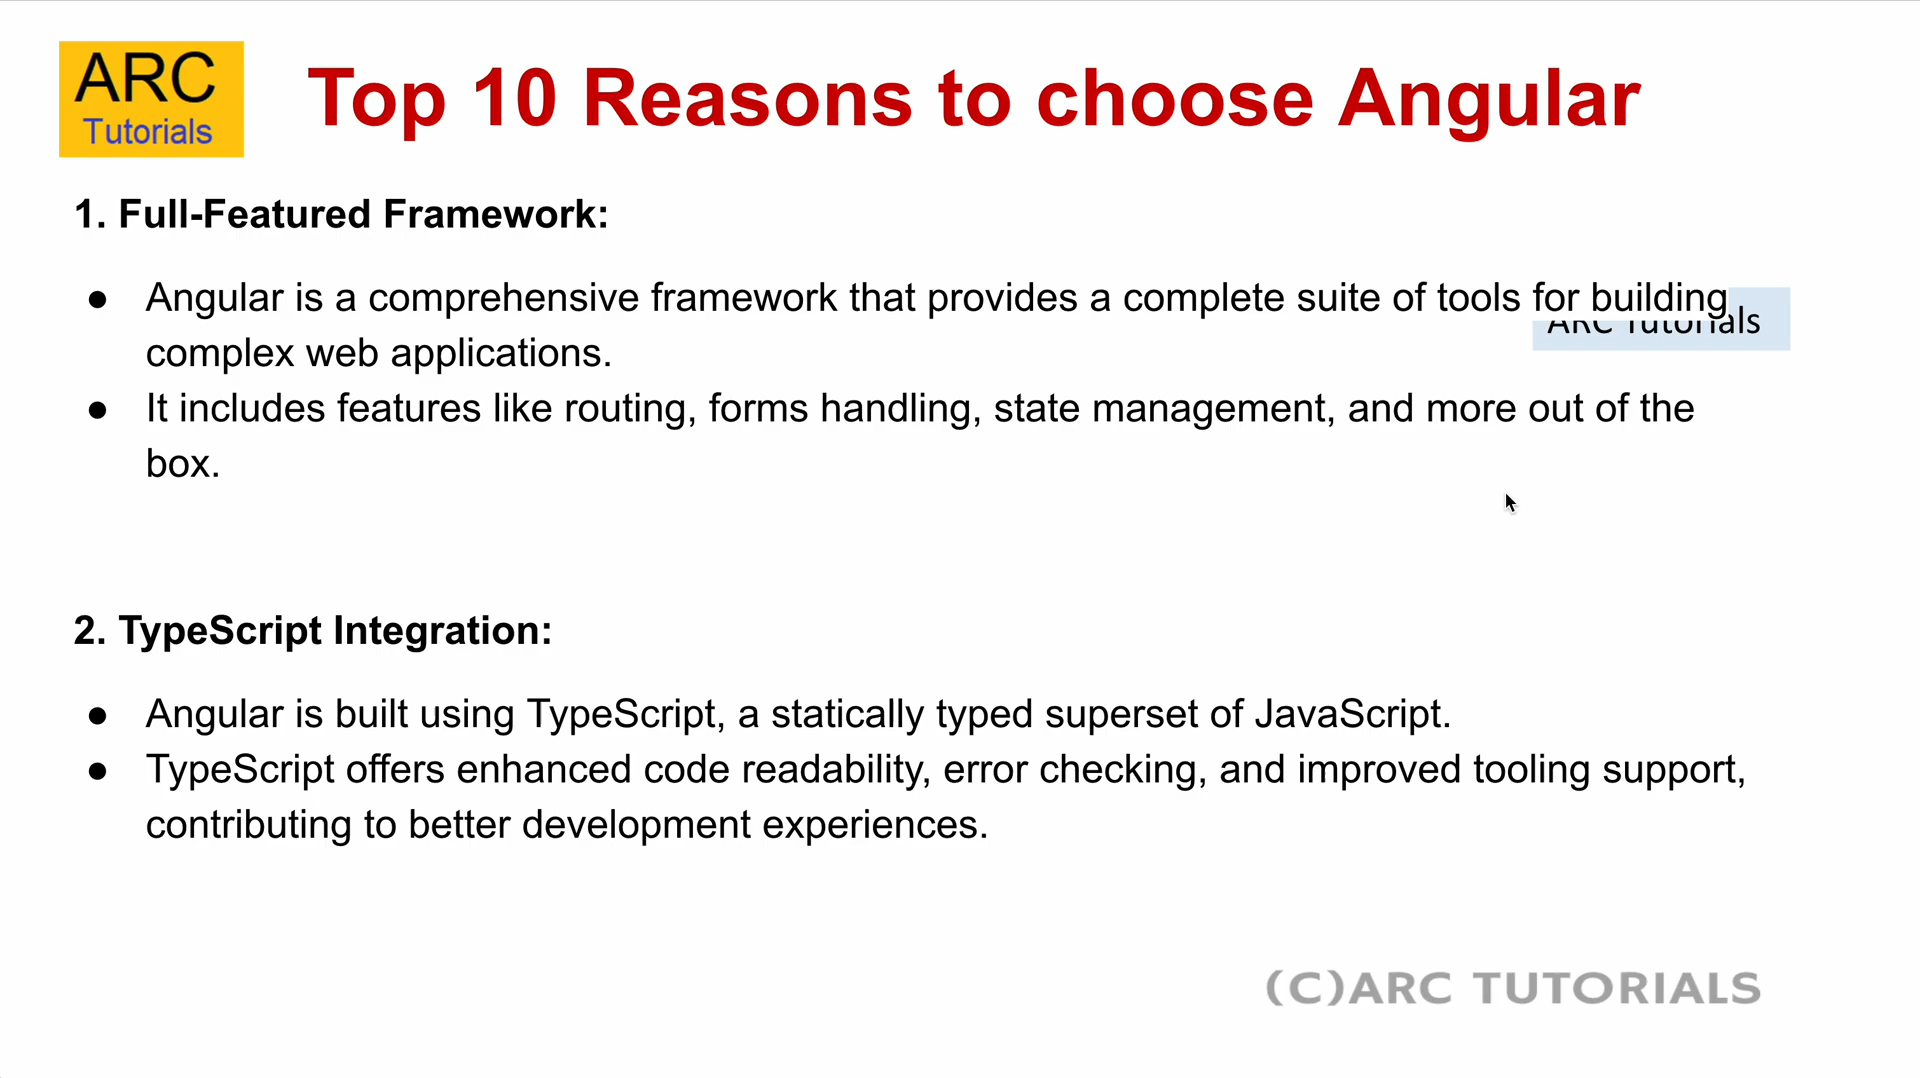 ARC
Tutorials
Top 10 Reasons to choose Angular
1. Full-Featured Framework:
● Angular is a comprehensive framework that provides a complete suite of tools for building
ARC Tutorials
complex web applications.
● It includes features like routing, forms handling, state management, and more out of the
box.
2. TypeScript Integration:
● Angular is built using TypeScript, a statically typed superset of JavaScript.
● TypeScript offers enhanced code readability, error checking, and improved tooling support,
contributing to better development experiences.
(C)ARC TUTORIALS